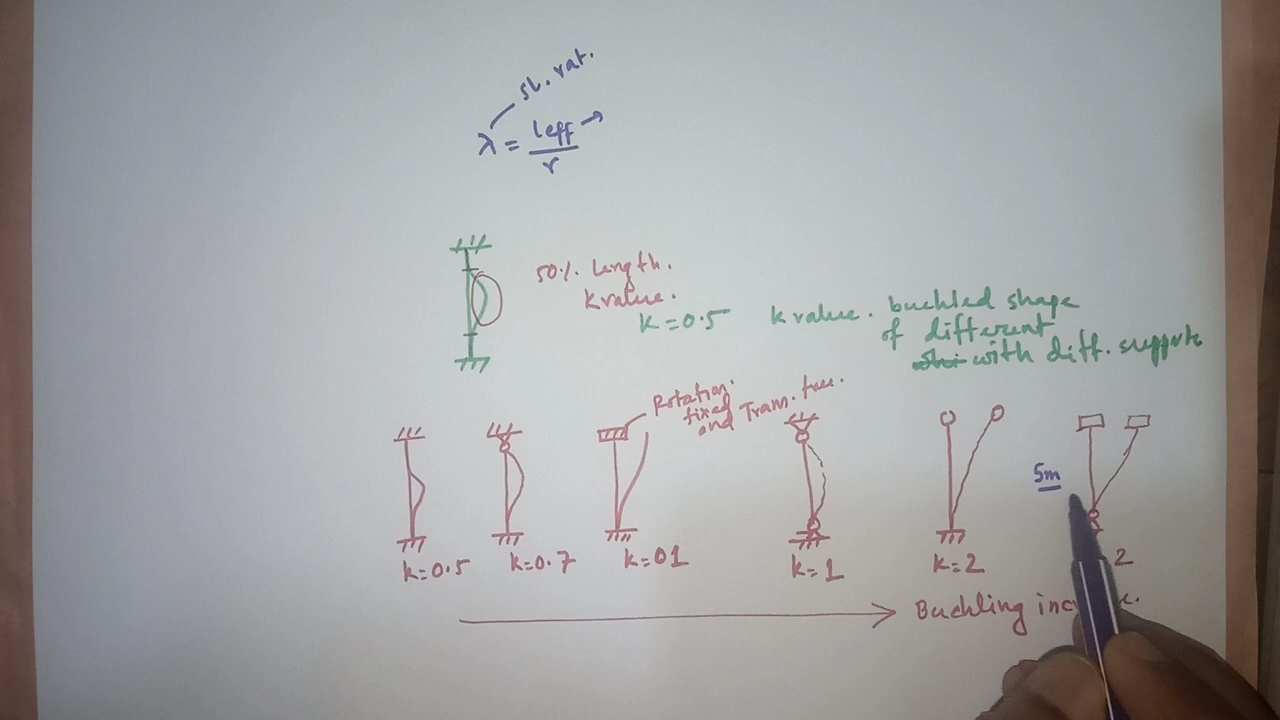 sl. rat.
λ = leff
r
50% length.
k value.
k = 0.5
k value. buckled shape
of different
with diff. supports
Rotation.
fixed
and Tran. free.
5m
k=0.5
k=0.7
k=01
k=1
k=2
2
Buckling inc